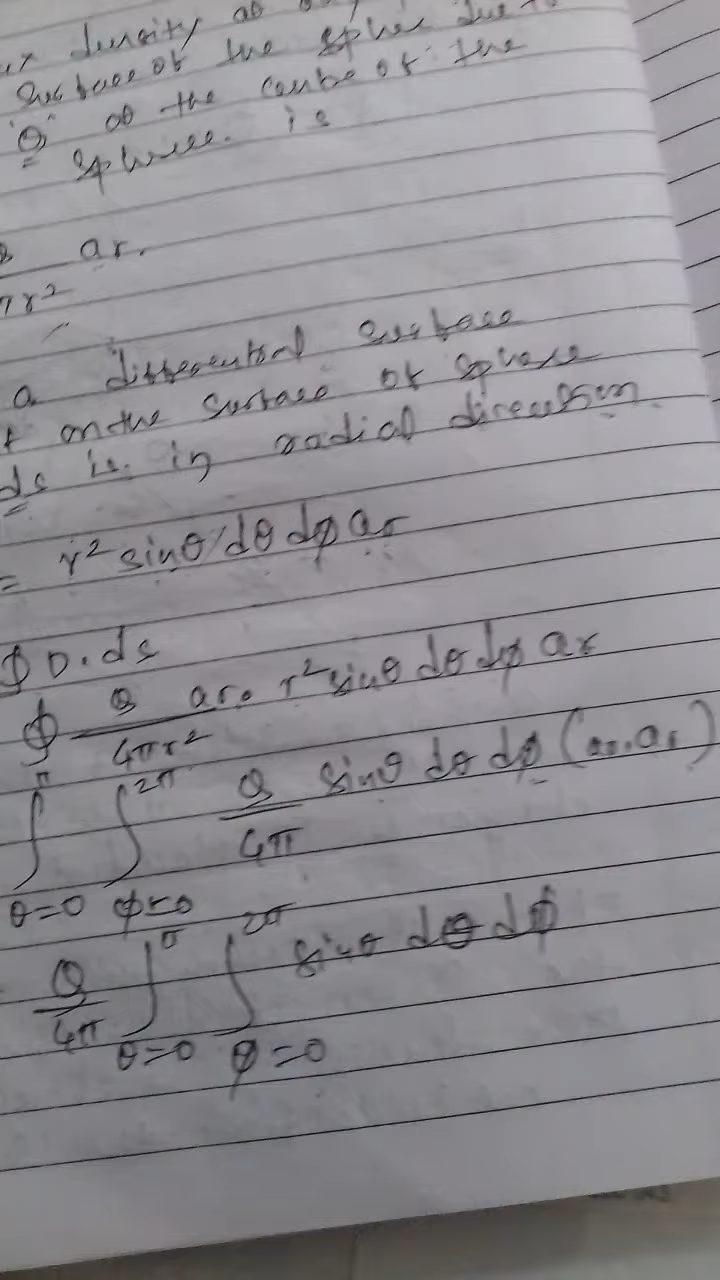 density at
surface of the spher due to
"Q" at the centre of the
sphere. is
ar.
r²
a differential surface
on the surface of sphere
ds is in radial direction
= r² sinθ dθ dφ ar
∮ D. ds
∮ Q/4πr² ar. r² sinθ dθ dφ ar
∫π θ=0 ∫2π φ=0 Q/4π sinθ dθ dφ (ar.ar)
Q/4π ∫π θ=0 ∫2π φ=0 sinθ dθ dφ